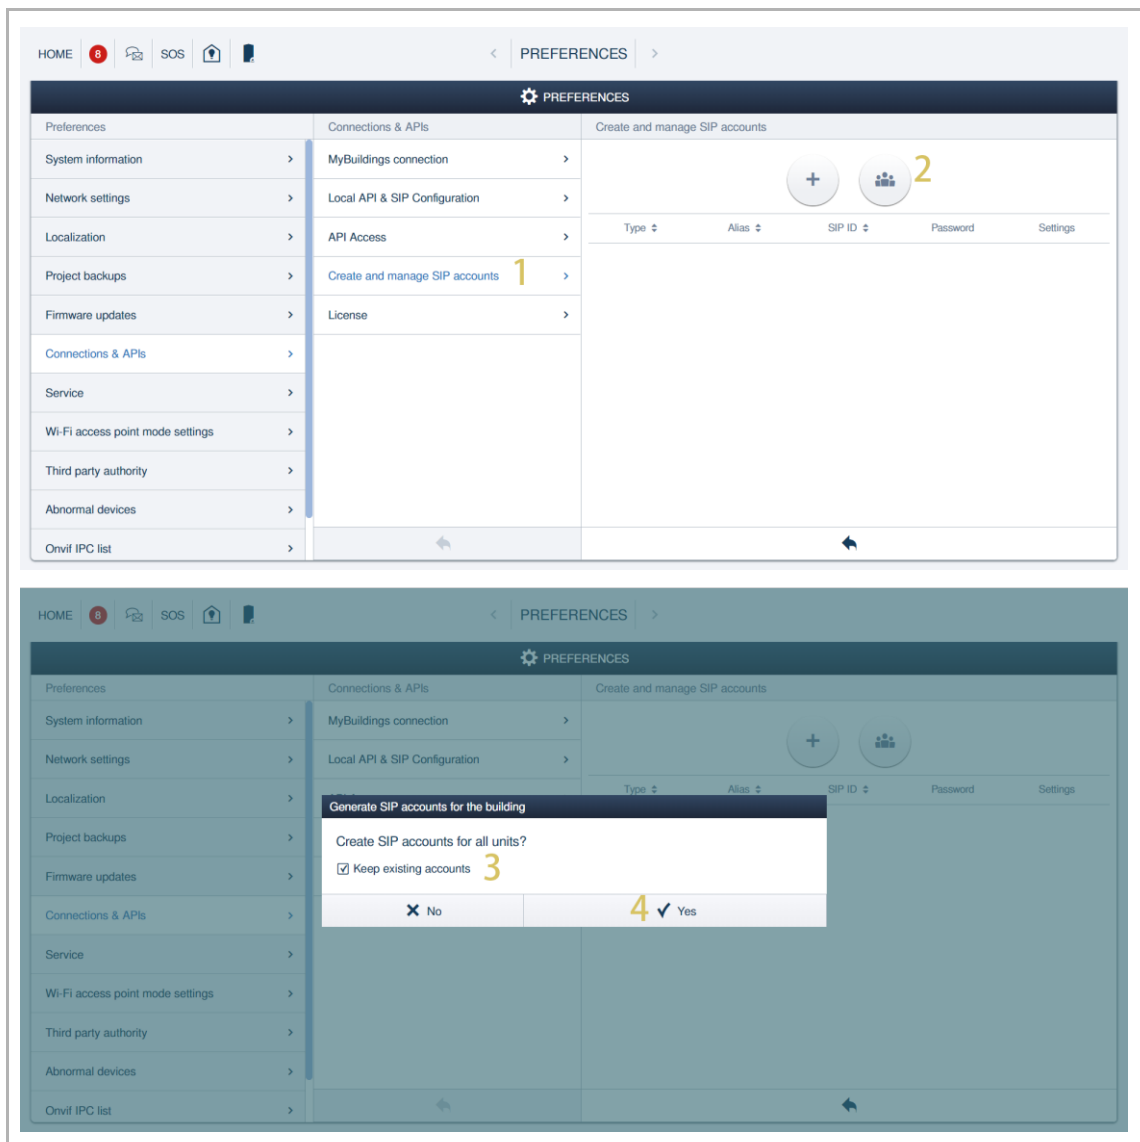 HOME 8 SOS < PREFERENCES >
PREFERENCES
Preferences Connections & APIs Create and manage SIP accounts
System information > MyBuildings connection > + 2
Network settings > Local API & SIP Configuration >
Type Alias SIP ID Password Settings
Localization > API Access >
Project backups > Create and manage SIP accounts 1 >
Firmware updates > License >
Connections & APIs >
Service >
Wi-Fi access point mode settings >
Third party authority >
Abnormal devices >
Onvif IPC list >
HOME 8 SOS < PREFERENCES >
PREFERENCES
Preferences Connections & APIs Create and manage SIP accounts
System information > MyBuildings connection > +
Network settings > Local API & SIP Configuration >
Type Alias SIP ID Password Settings
Localization >
Generate SIP accounts for the building
Project backups > Create SIP accounts for all units?
Firmware updates > Keep existing accounts 3
Connections & APIs > No 4 Yes
Service >
Wi-Fi access point mode settings >
Third party authority >
Abnormal devices >
Onvif IPC list >